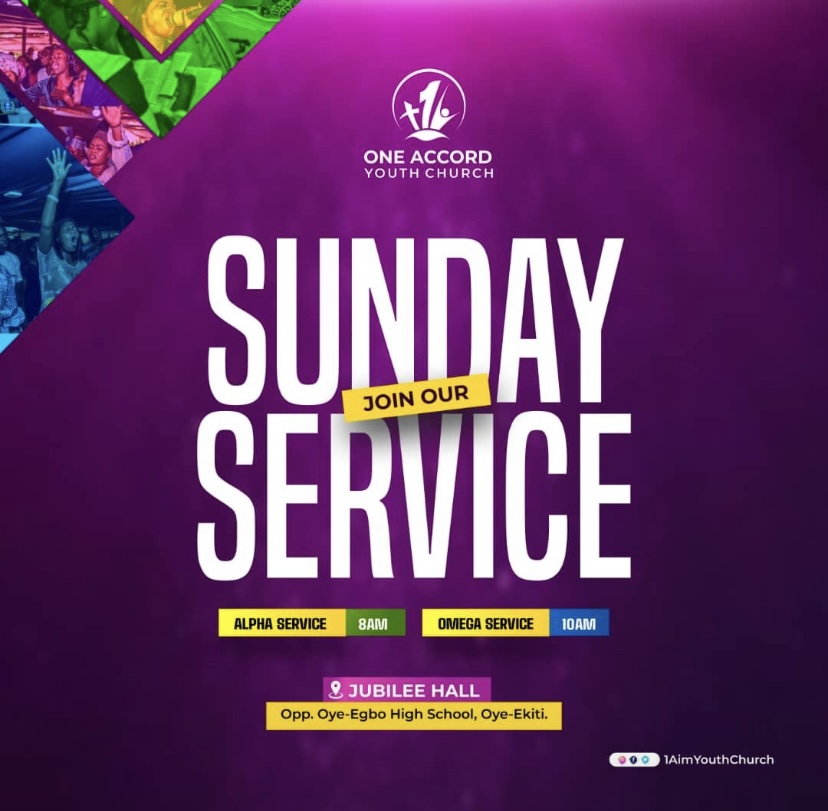 ONE ACCORD
YOUTH CHURCH
SUNDAY
JOIN OUR
SERVICE
ALPHA SERVICE 8AM OMEGA SERVICE 10AM
JUBILEE HALL
Opp. Oye-Egbo High School, Oye-Ekiti.
1AimYouthChurch